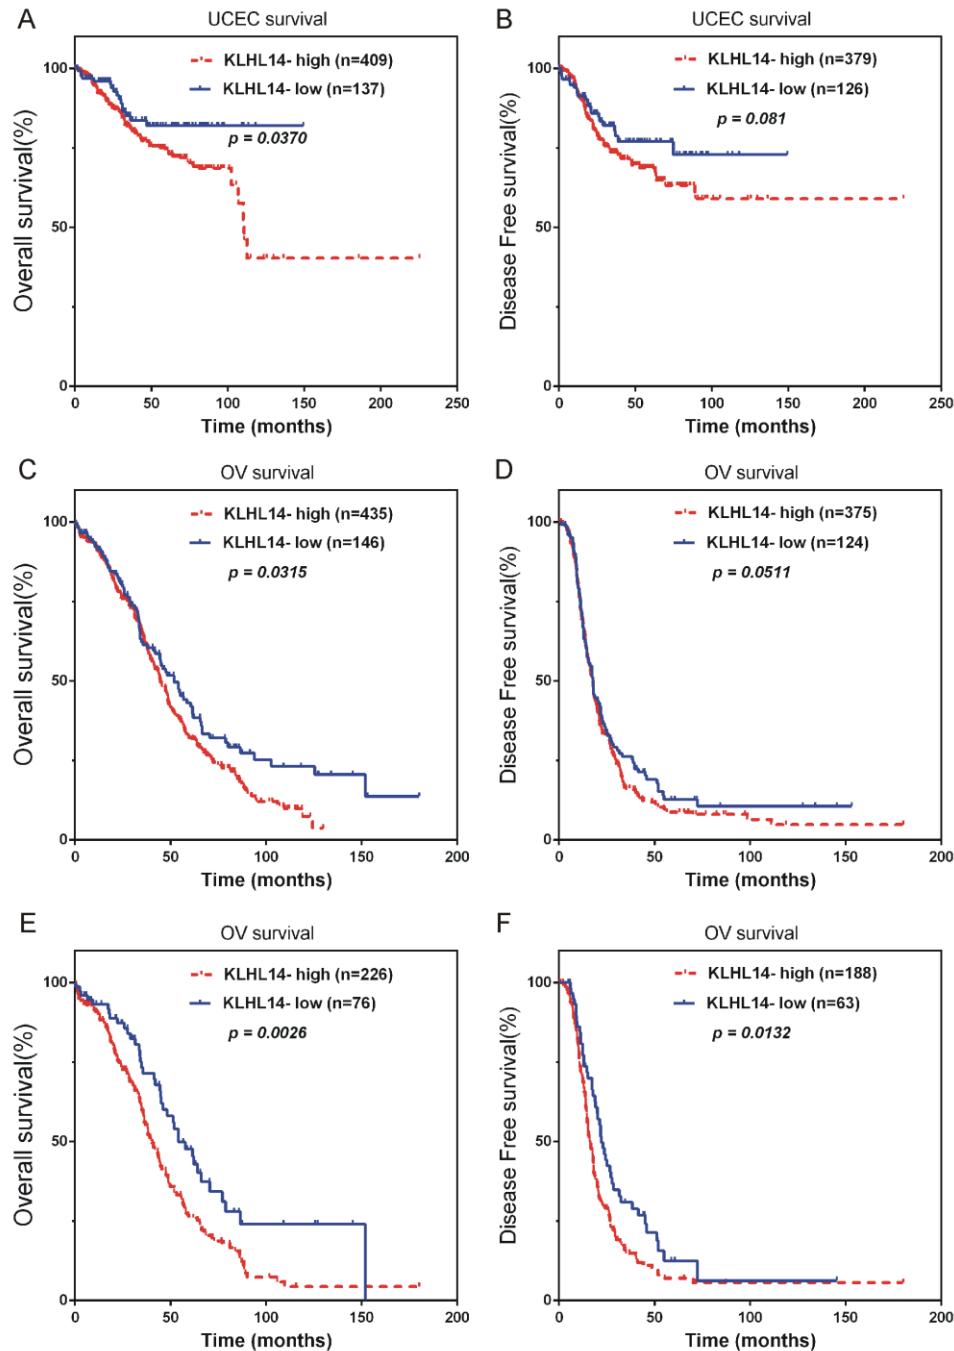 A
UCEC survival
KLHL14- high (n=409)
KLHL14- low (n=137)
p = 0.0370
Overall survival(%)
100
50
0
0 50 100 150 200 250
Time (months)
B
UCEC survival
KLHL14- high (n=379)
KLHL14- low (n=126)
p = 0.081
Disease Free survival(%)
100
50
0
0 50 100 150 200 250
Time (months)
C
OV survival
KLHL14- high (n=435)
KLHL14- low (n=146)
p = 0.0315
Overall survival(%)
100
50
0
0 50 100 150 200
Time (months)
D
OV survival
KLHL14- high (n=375)
KLHL14- low (n=124)
p = 0.0511
Disease Free survival(%)
100
50
0
0 50 100 150 200
Time (months)
E
OV survival
KLHL14- high (n=226)
KLHL14- low (n=76)
p = 0.0026
Overall survival(%)
100
50
0
0 50 100 150 200
Time (months)
F
OV survival
KLHL14- high (n=188)
KLHL14- low (n=63)
p = 0.0132
Disease Free survival(%)
100
50
0
0 50 100 150 200
Time (months)